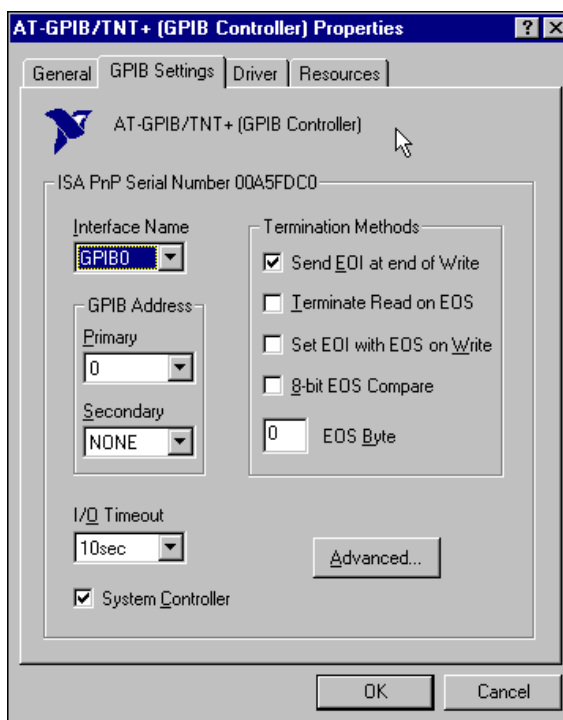 AT-GPIB/TNT+ (GPIB Controller) Properties
General GPIB Settings Driver Resources
AT-GPIB/TNT+ (GPIB Controller)
ISA PnP Serial Number 00A5FDC0
Interface Name
GPIB0
GPIB Address
Primary
0
Secondary
NONE
Termination Methods
Send EOI at end of Write
Terminate Read on EOS
Set EOI with EOS on Write
8-bit EOS Compare
0 EOS Byte
I/O Timeout
10sec
Advanced...
System Controller
OK Cancel